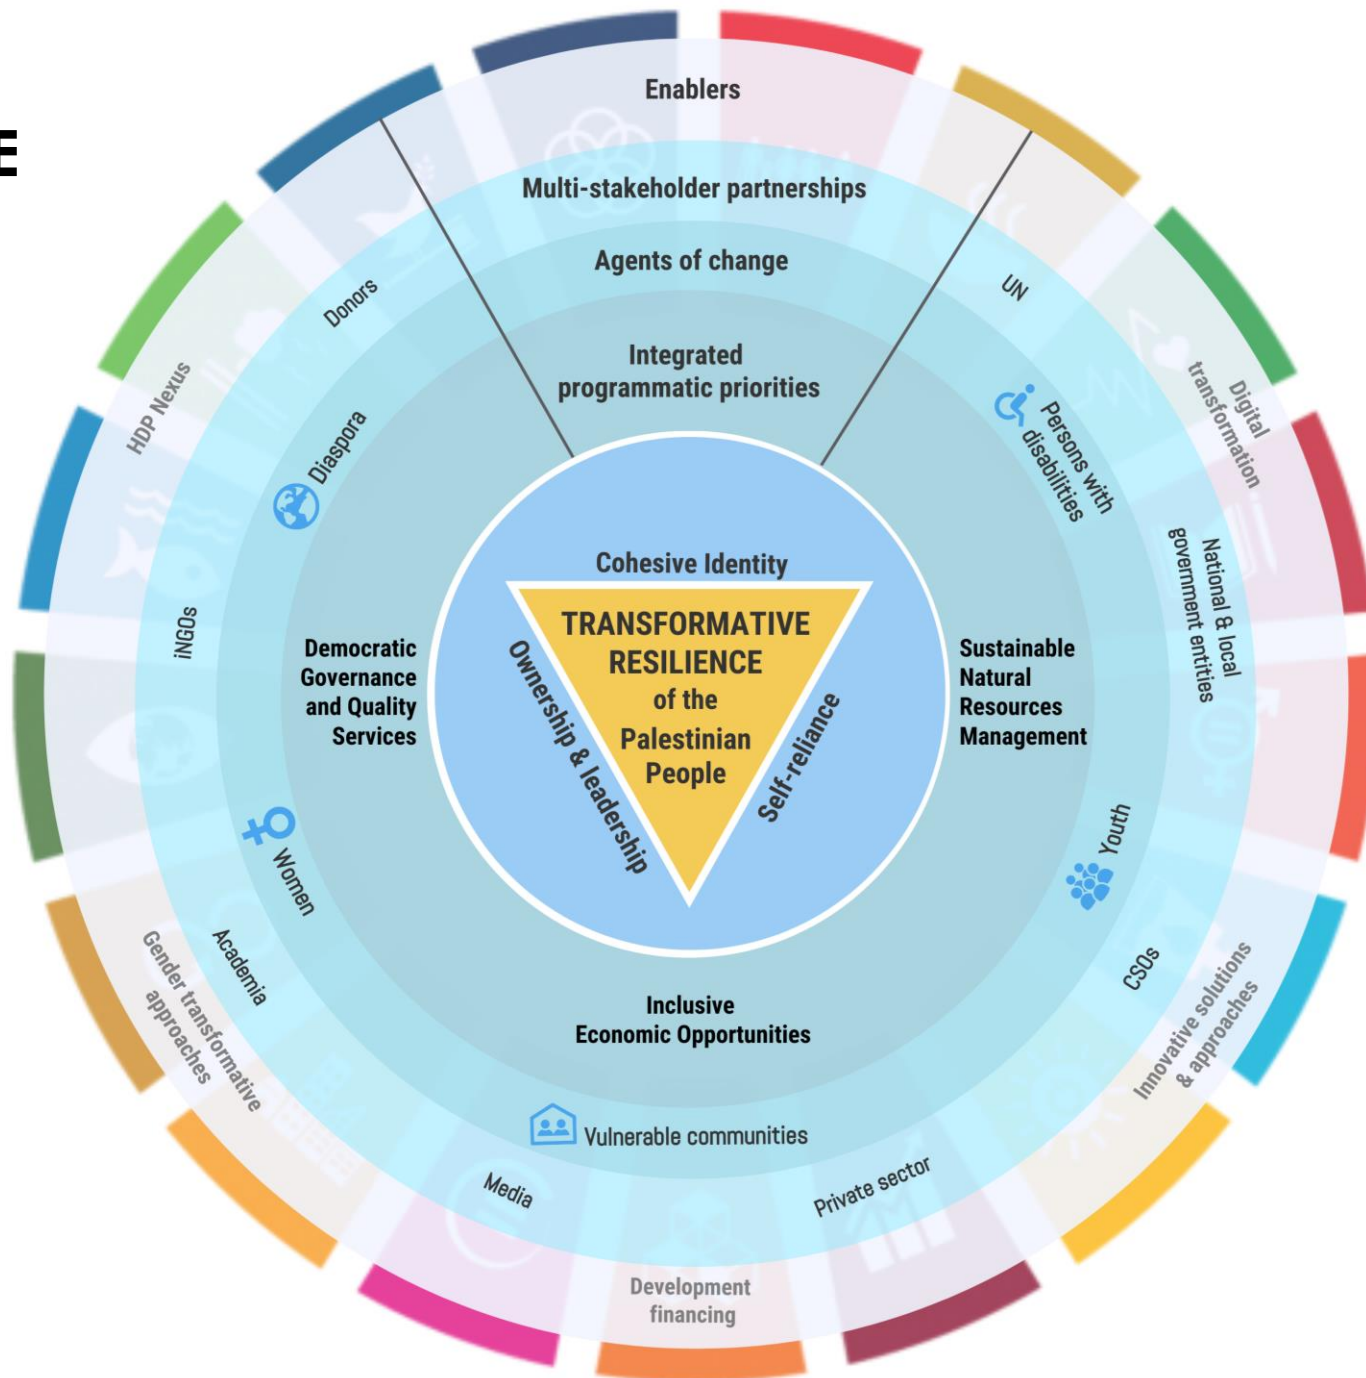 E
Enablers
Multi-stakeholder partnerships
Agents of change
Integrated
programmatic priorities
Donors
UN
HDP Nexus
Digital
transformation
Diaspora
Persons with
disabilities
National & local
government entities
iNGOs
Cohesive Identity
TRANSFORMATIVE
RESILIENCE
of the
Palestinian
People
Ownership & leadership
Self-reliance
Democratic
Governance
and Quality
Services
Sustainable
Natural
Resources
Management
Women
Youth
Academia
CSOs
Gender transformative
approaches
Innovative solutions
& approaches
Inclusive
Economic Opportunities
Vulnerable communities
Media
Private sector
Development
financing